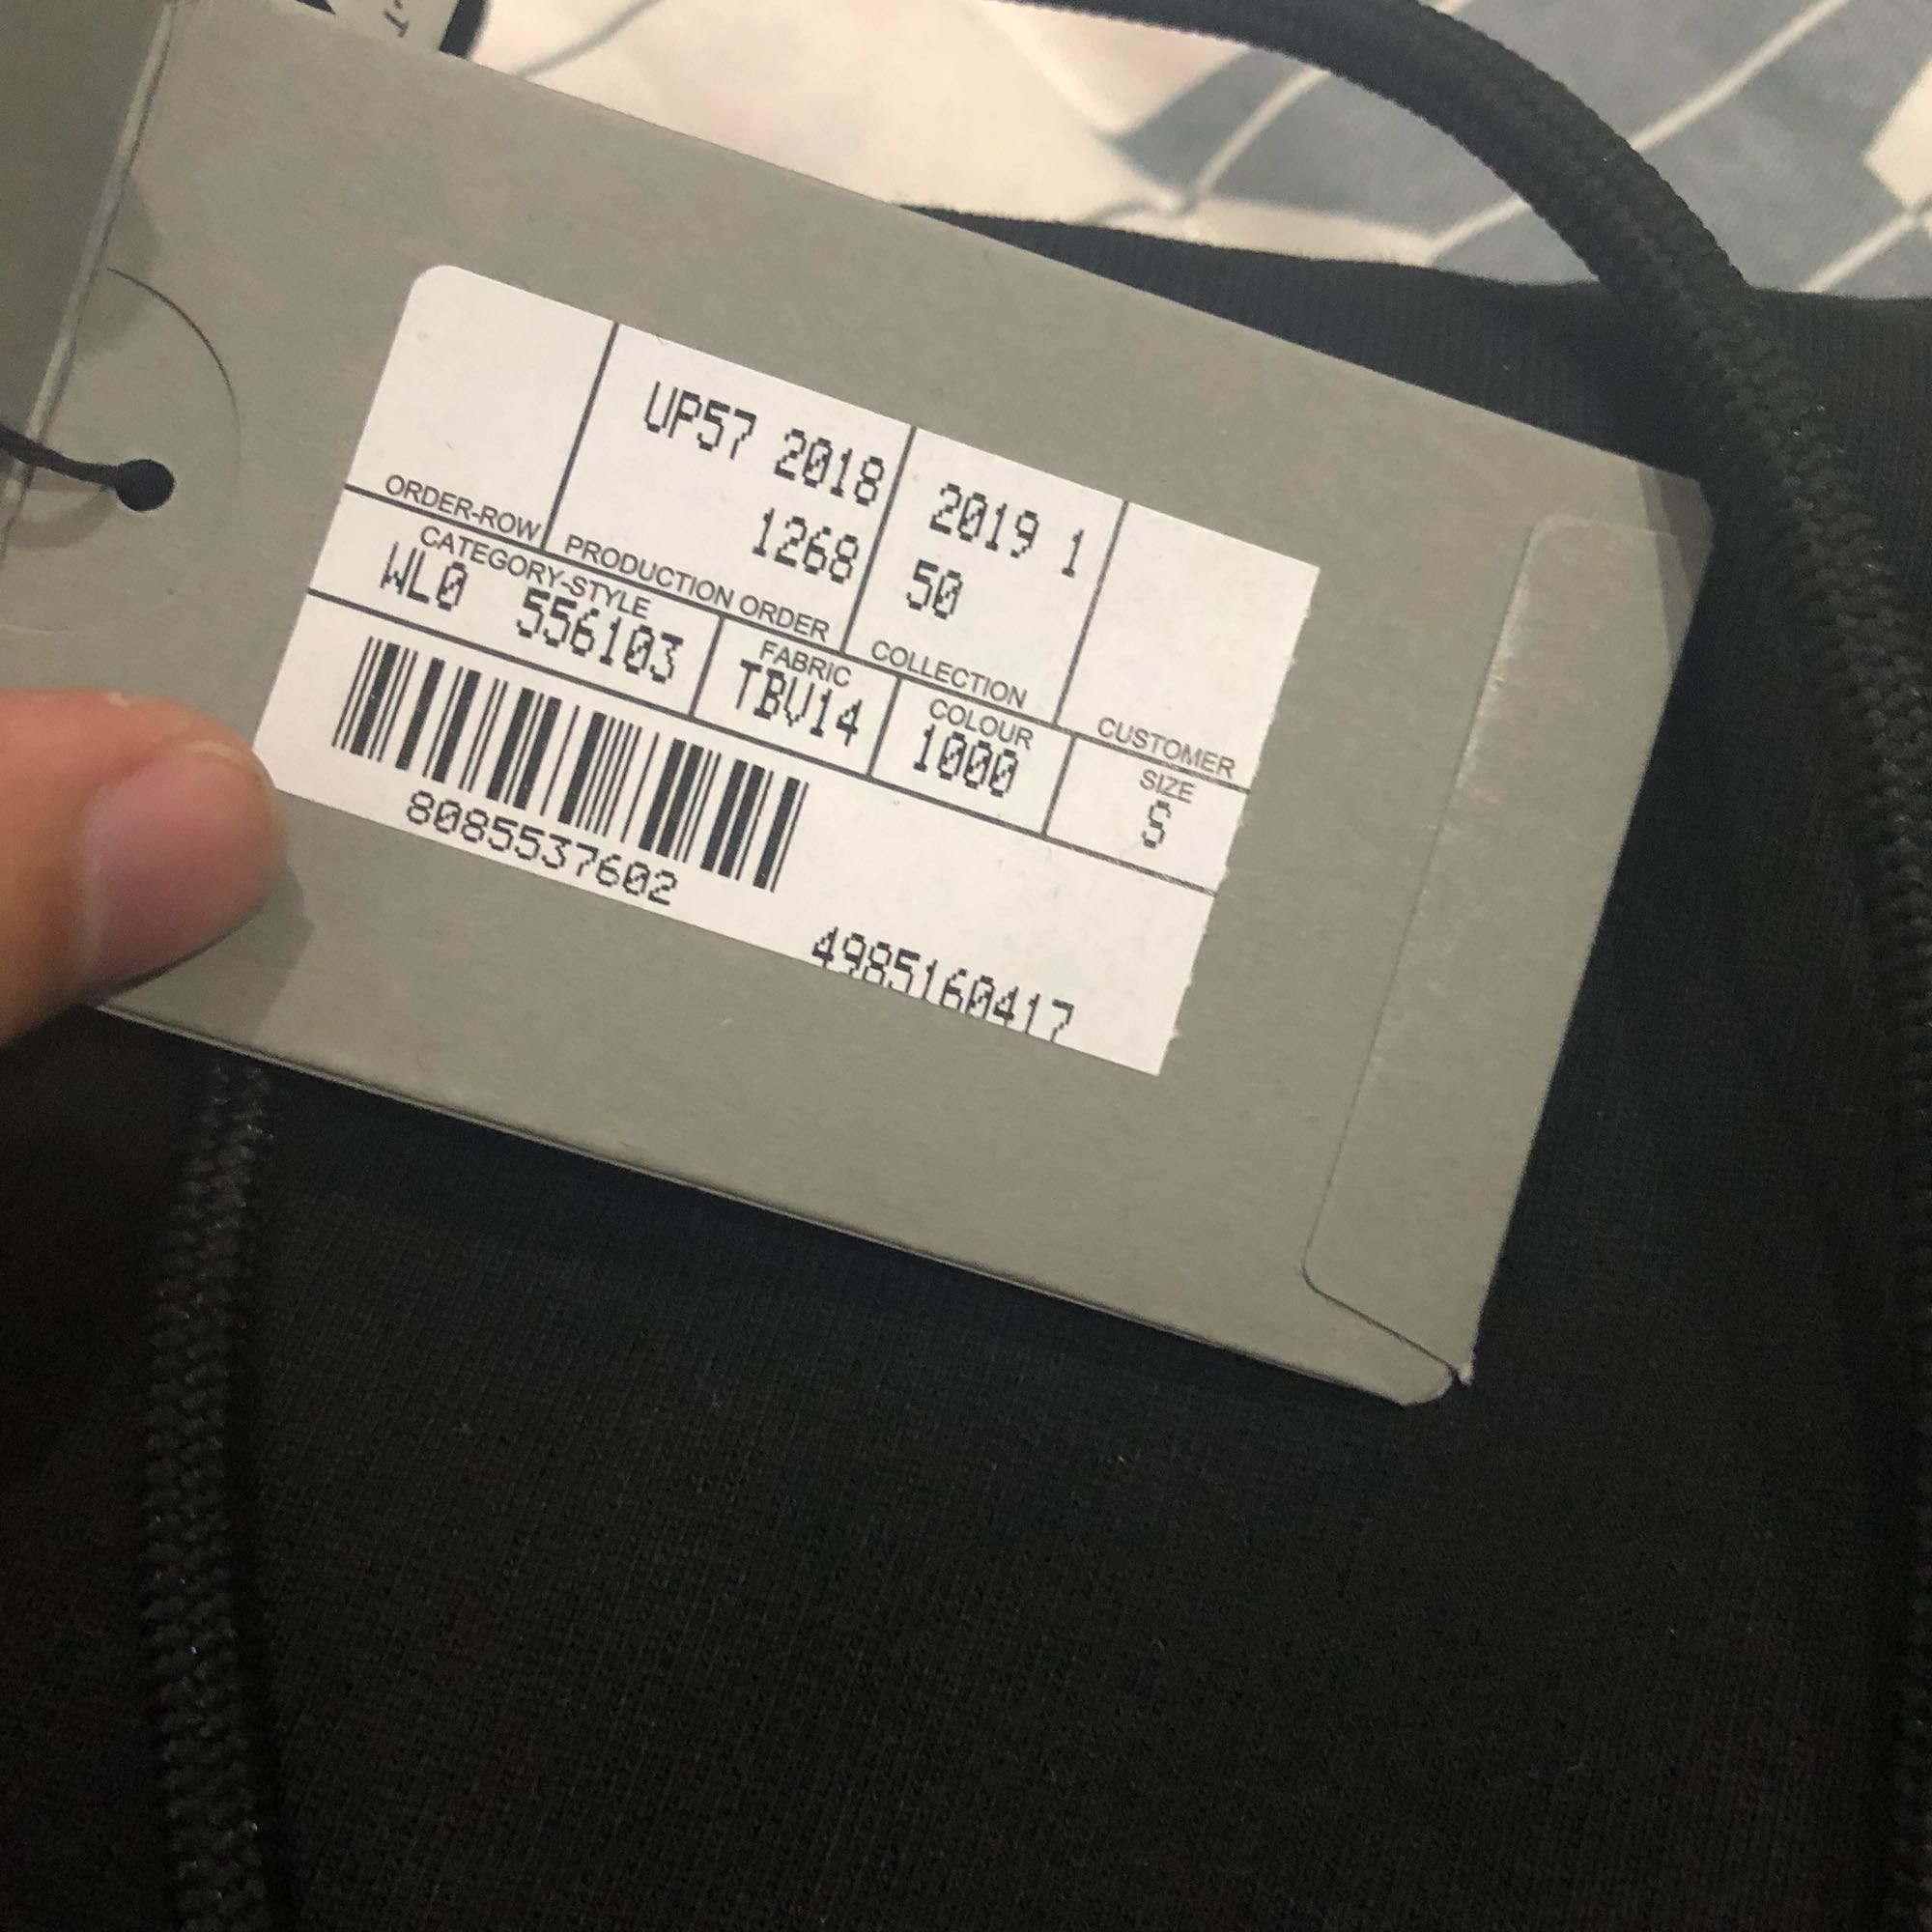 UP57 2018
1268
2019 1
50
ORDER-ROW
PRODUCTION ORDER
COLLECTION
CUSTOMER
CATEGORY-STYLE
WL0 556103
FABRIC
TBV14
COLOUR
1000
SIZE
S
8085537602
4985160417